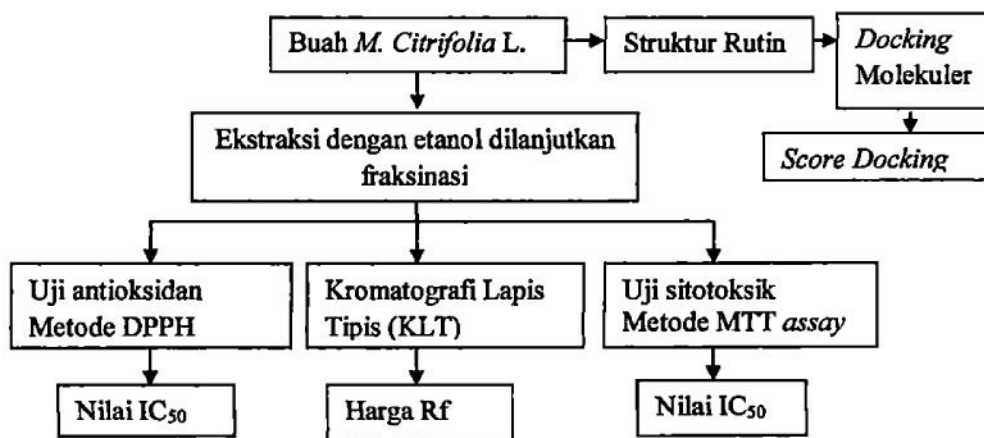 Buah M. Citrifolia L.
Struktur Rutin
Docking
Molekuler
Score Docking
Ekstraksi dengan etanol dilanjutkan
fraksinasi
Uji antioksidan
Metode DPPH
Kromatografi Lapis
Tipis (KLT)
Uji sitotoksik
Metode MTT assay
Nilai IC₅₀
Harga Rf
Nilai IC₅₀